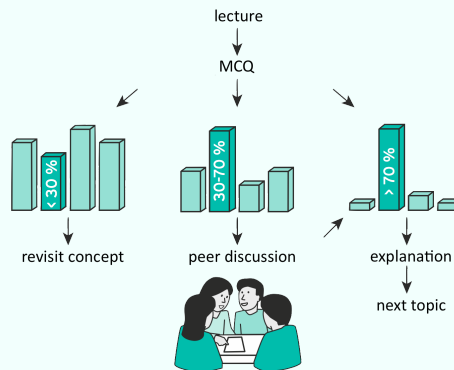 lecture
MCQ
< 30 %
30-70 %
> 70 %
revisit concept
peer discussion
explanation
next topic